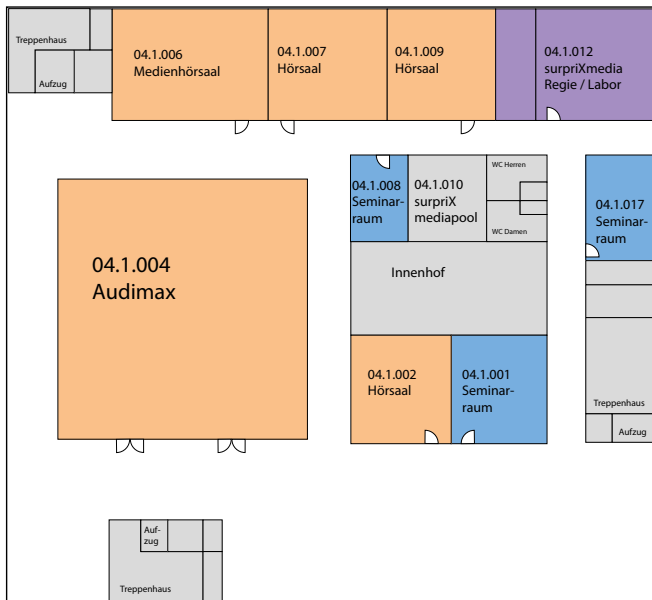 Treppenhaus
Aufzug
04.1.006
Medienhörsaal
04.1.007
Hörsaal
04.1.009
Hörsaal
04.1.012
surpriXmedia
Regie / Labor
04.1.008
Seminar-
raum
04.1.010
surpriX
mediapool
WC Herren
WC Damen
04.1.017
Seminar-
raum
04.1.004
Audimax
Innenhof
04.1.002
Hörsaal
04.1.001
Seminar-
raum
Treppenhaus
Aufzug
Auf-
zug
Treppenhaus